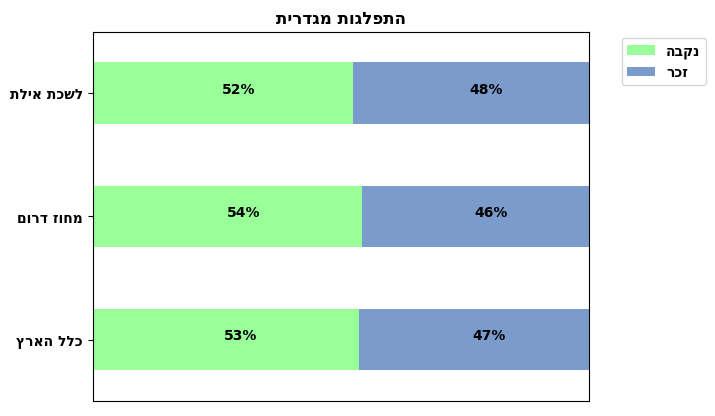 התפלגות מגדרית
נקבה
זכר
לשכת אילת
52%
48%
מחוז דרום
54%
46%
כלל הארץ
53%
47%